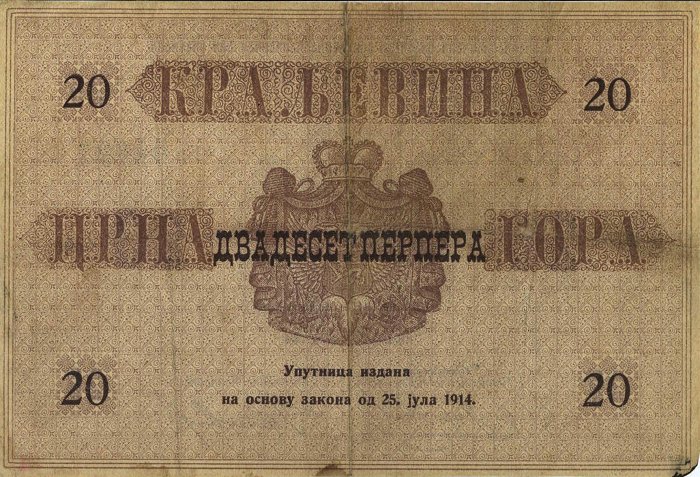 20 КРАЉЕВИНА 20
ЦРНА ДВАДЕСЕТ ПЕРПЕРА ГОРА
Упутница издана
на основу закона од 25. јула 1914.
20 20